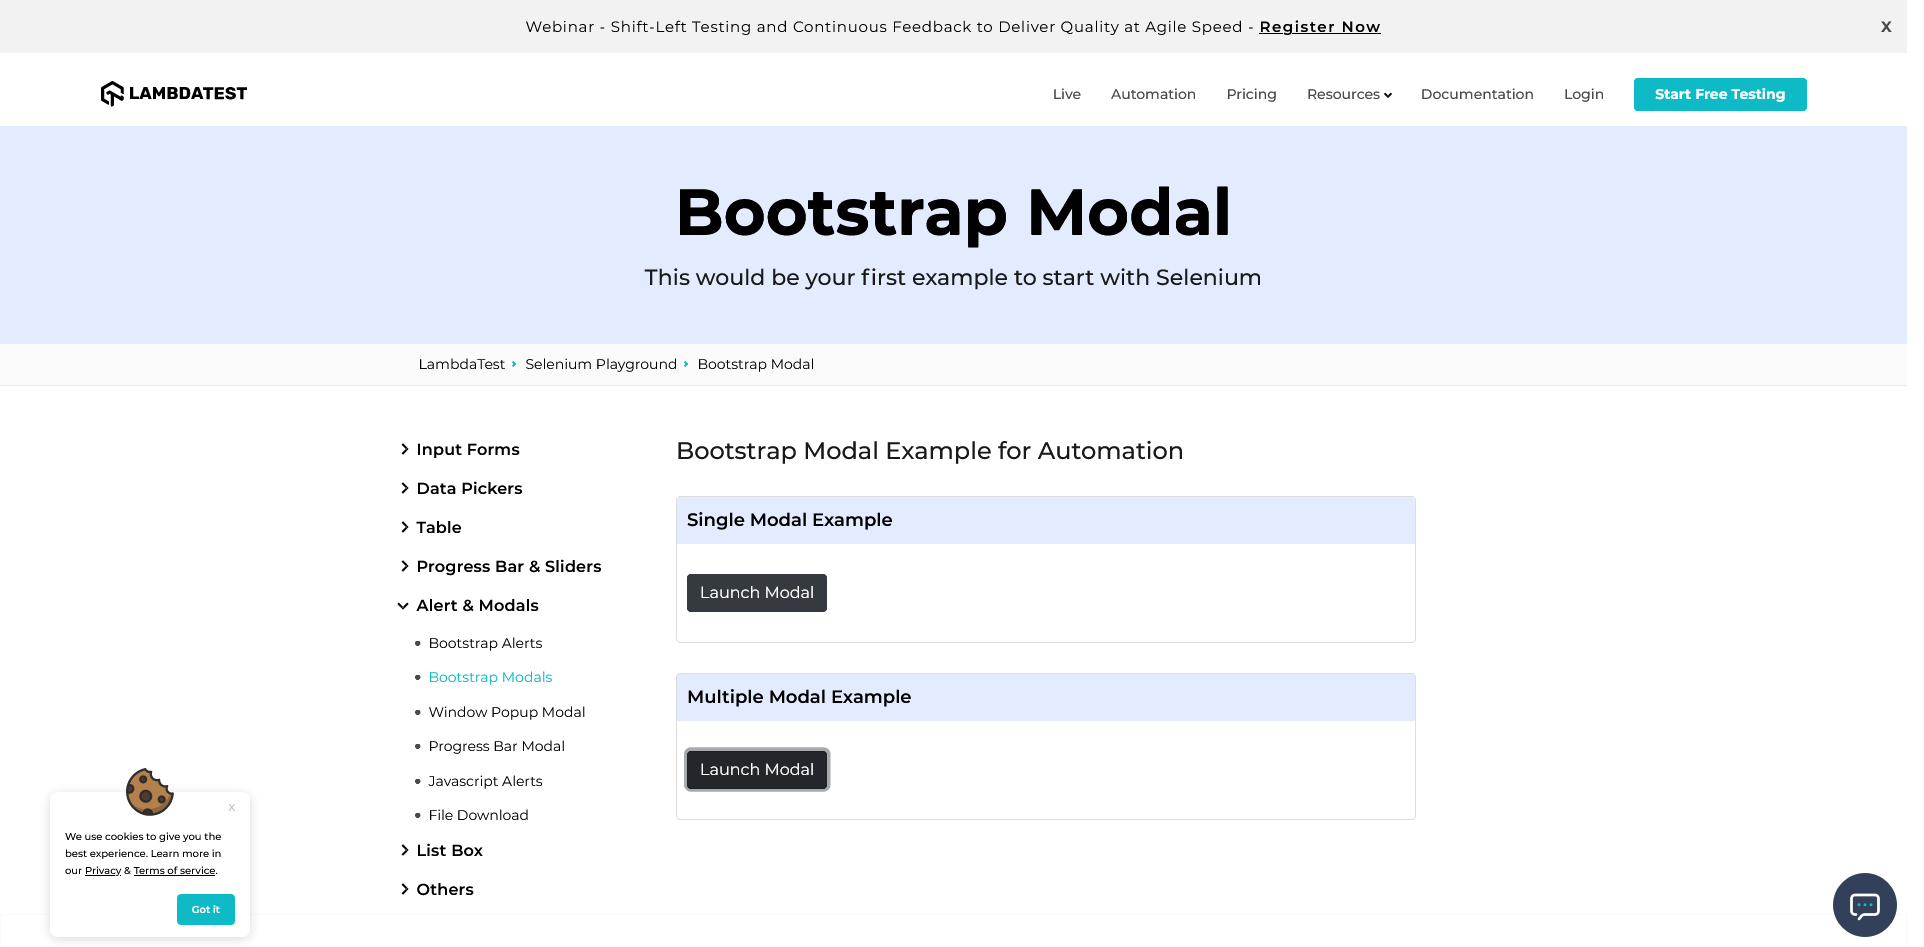 Webinar - Shift-Left Testing and Continuous Feedback to Deliver Quality at Agile Speed - Register Now
X
LAMBDATEST
Live
Automation
Pricing
Resources
Documentation
Login
Start Free Testing
Bootstrap Modal
This would be your first example to start with Selenium
LambdaTest
Selenium Playground
Bootstrap Modal
Input Forms
Data Pickers
Table
Progress Bar & Sliders
Alert & Modals
Bootstrap Alerts
Bootstrap Modals
Window Popup Modal
Progress Bar Modal
Javascript Alerts
File Download
List Box
Others
Bootstrap Modal Example for Automation
Single Modal Example
Launch Modal
Multiple Modal Example
Launch Modal
X
We use cookies to give you the
best experience. Learn more in
our Privacy & Terms of service.
Got it